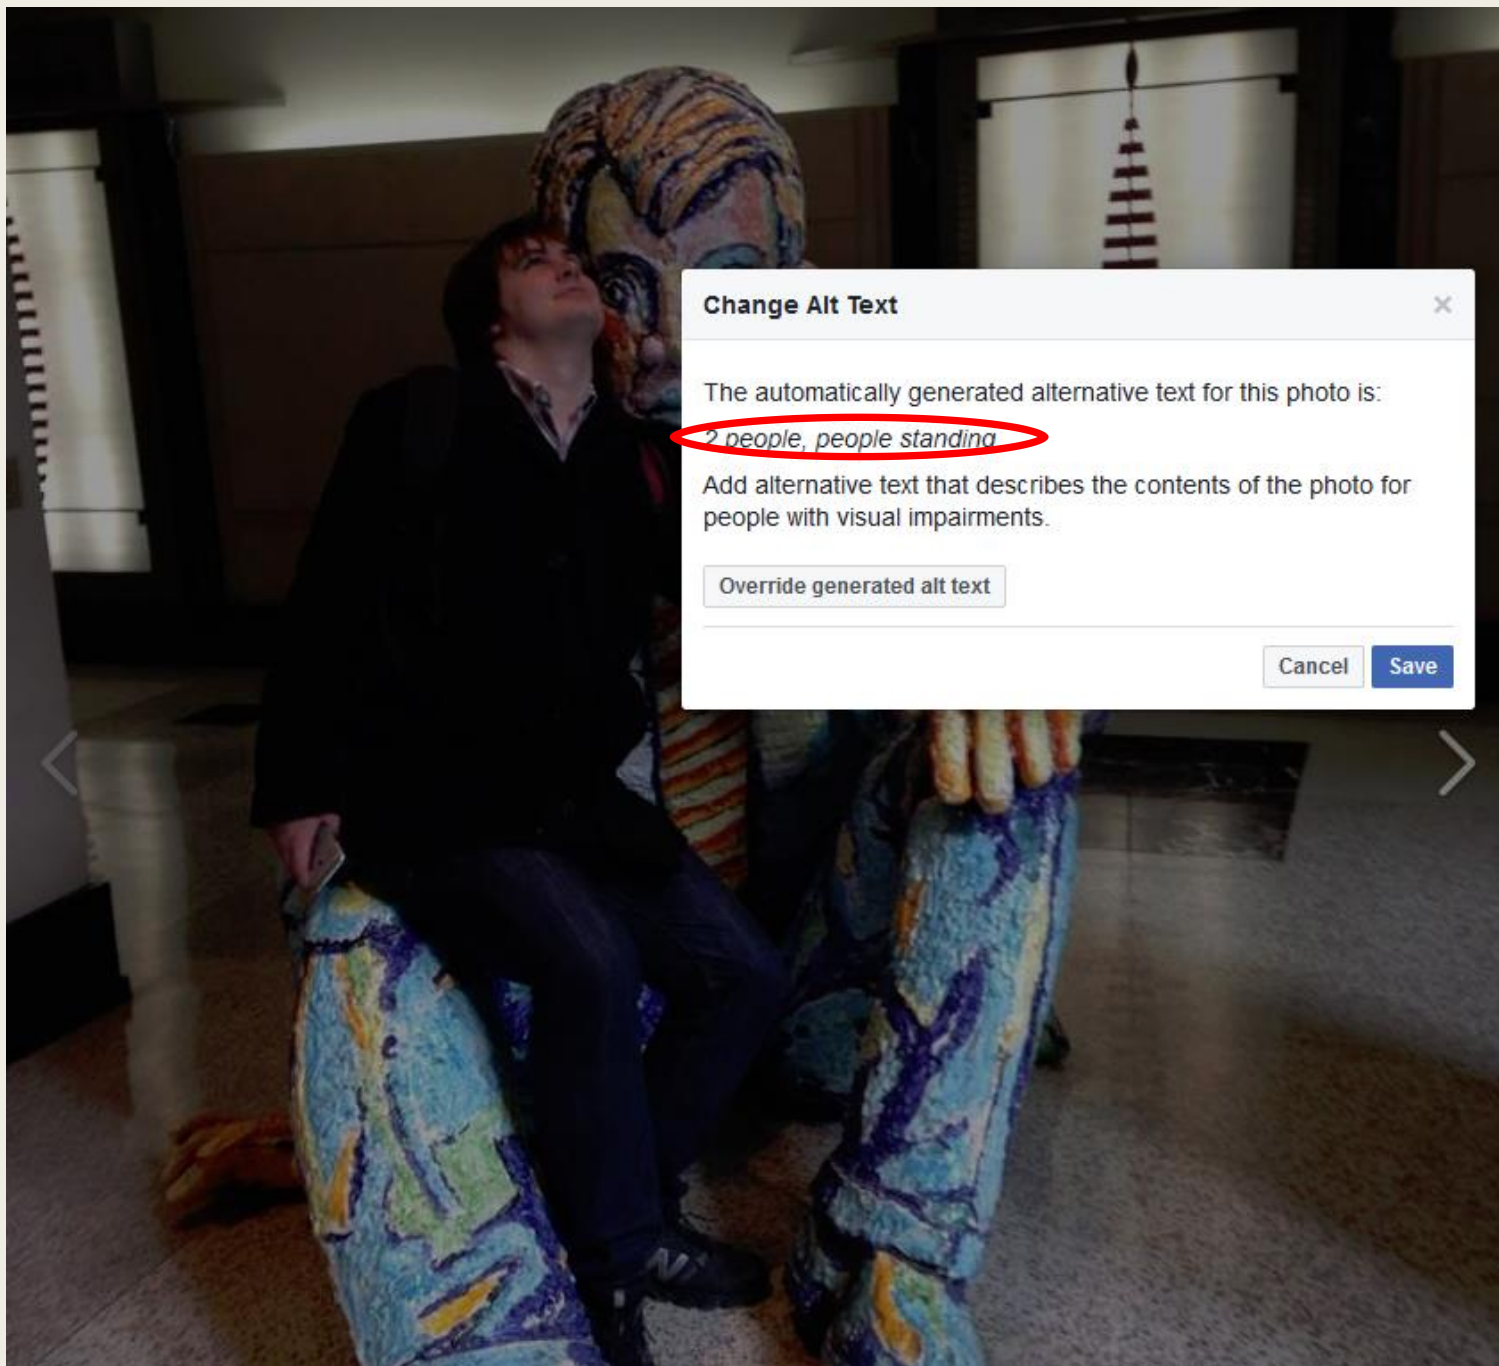 Change Alt Text
The automatically generated alternative text for this photo is:
2 people, people standing
Add alternative text that describes the contents of the photo for
people with visual impairments.
Override generated alt text
Cancel
Save